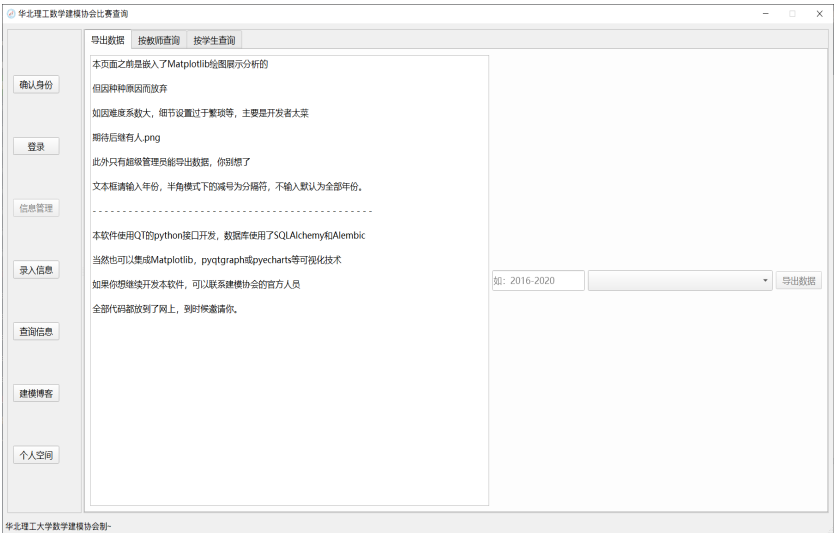 华北理工数学建模协会比赛查询
导出数据 按教师查询 按学生查询
确认身份
登录
信息管理
录入信息
查询信息
建模博客
个人空间
本页面之前是嵌入了Matplotlib绘图展示分析的
但因种种原因而放弃
如因难度系数大，细节设置过于繁琐等，主要是开发者太菜
期待后继有人.png
此外只有超级管理员能导出数据，你别想了
文本框请输入年份，半角模式下的减号为分隔符，不输入默认为全部年份。
- - - - - - - - - - - - - - - - - - - - - - - - - - - - - - - - - - - - - - - - - - - - - - -
本软件使用QT的python接口开发，数据库使用了SQLAlchemy和Alembic
当然也可以集成Matplotlib，pyqtgraph或pyecharts等可视化技术
如果你想继续开发本软件，可以联系建模协会的官方人员
全部代码都放到了网上，到时候邀请你。
如：2016-2020
导出数据
华北理工大学数学建模协会制~